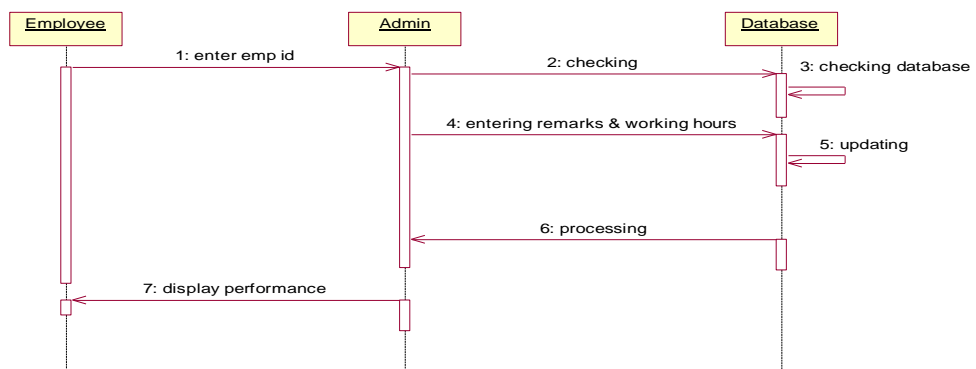 Employee
Admin
Database
1: enter emp id
2: checking
3: checking database
4: entering remarks & working hours
5: updating
6: processing
7: display performance